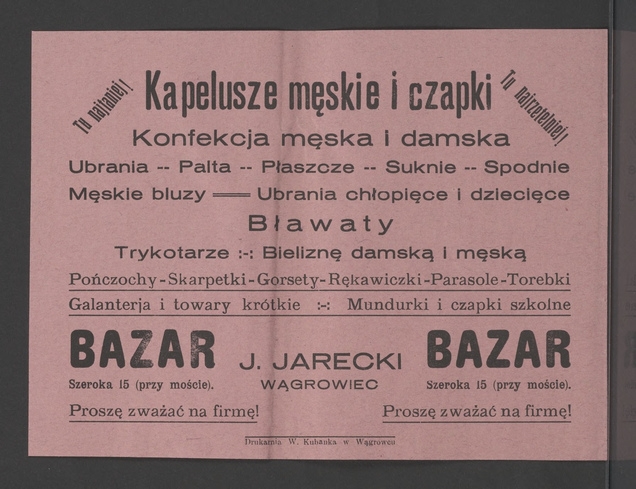 Tu najtaniej!
Kapelusze męskie i czapki
Tu najrzetelniej!
Konfekcja męska i damska
Ubrania -- Palta -- Płaszcze -- Suknie -- Spodnie
Męskie bluzy == Ubrania chłopięce i dziecięce
Bławaty
Trykotarze :-: Bieliznę damską i męską
Pończochy-Skarpetki-Gorsety-Rękawiczki-Parasole-Torebki
Galanterja i towary krótkie :-: Mundurki i czapki szkolne
BAZAR J. JARECKI BAZAR
Szeroka 15 (przy moście). WĄGROWIEC Szeroka 15 (przy moście).
Proszę zważać na firmę! Proszę zważać na firmę!
Drukarnia W. Kubanka w Wągrówcu